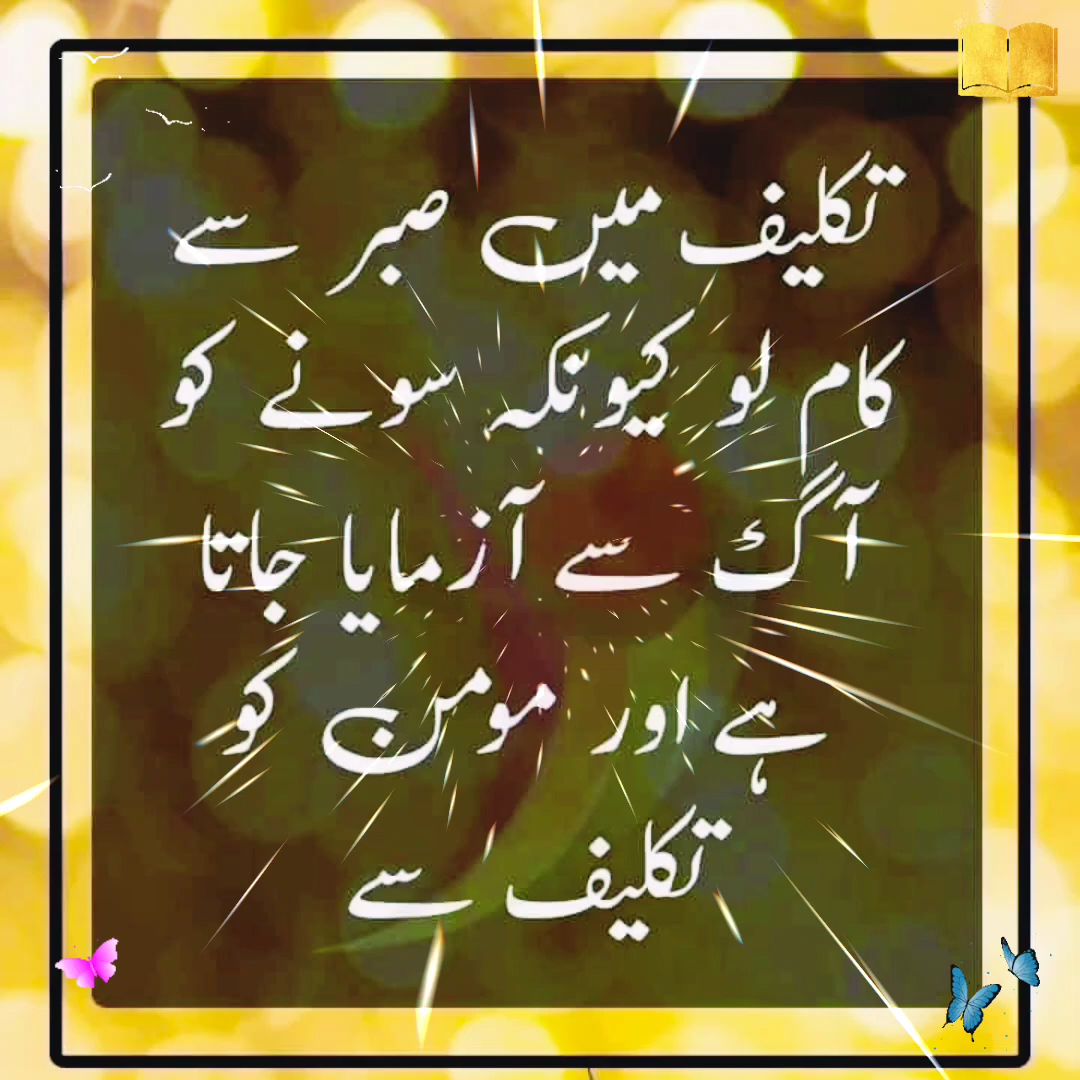 تکلیف میں صبر سے
کام لو کیونکہ سونے کو
آگ سے آزمایا جاتا
ہے اور مومن کو
تکلیف سے